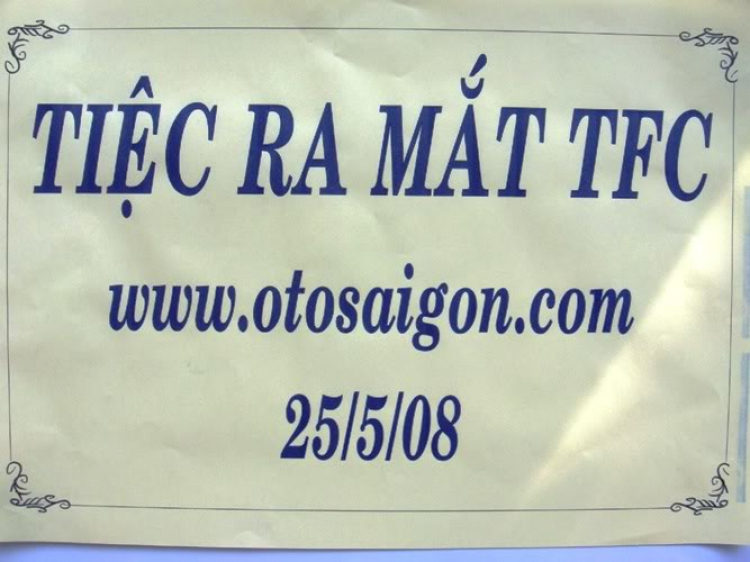 TIỆC RA MẮT TFC
www.otosaigon.com
25/5/08